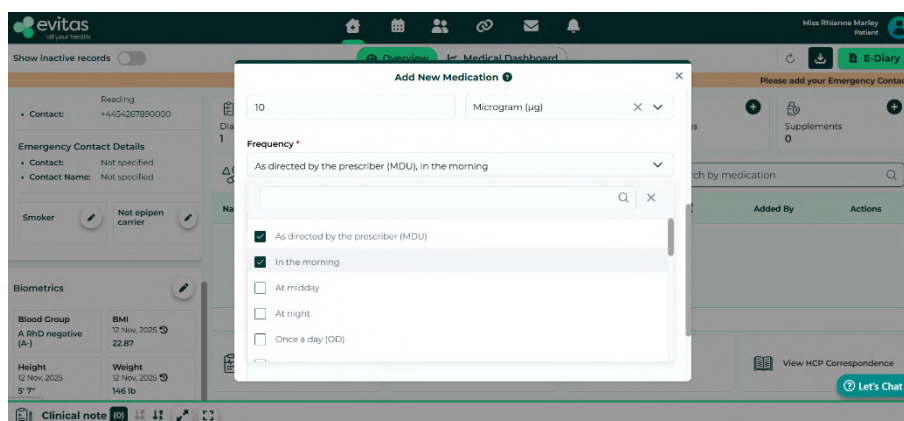 evitas
all your health
Miss Rhianne Marley
Patient
Show inactive records
Overview
Medical Dashboard
E-Diary
Please add your Emergency Contac
Reading
• Contact: +4454267890000
Emergency Contact Details
• Contact: Not specified
• Contact Name: Not specified
Smoker
Not epipen
carrier
Biometrics
Blood Group
A RhD negative
(A-)
BMI
12 Nov, 2025
22.87
Height
12 Nov, 2025
5' 7"
Weight
12 Nov, 2025
146 lb
Dia
1
Na
Add New Medication
10
Microgram (µg)
Frequency *
As directed by the prescriber (MDU), In the morning
As directed by the prescriber (MDU)
In the morning
At midday
At night
Once a day (OD)
Supplements
0
rch by medication
Added By
Actions
View HCP Correspondence
Let's Chat
Clinical note (0)